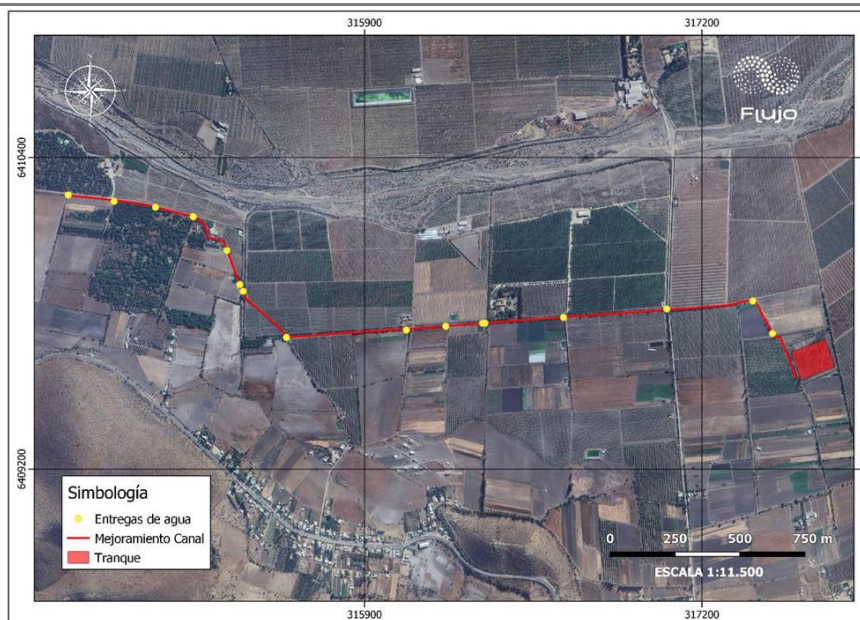 315900
317200
Flujo
6410400
6409200
Simbología
Entregas de agua
Mejoramiento Canal
Tranque
0 250 500 750 m
ESCALA 1:11.500
315900
317200